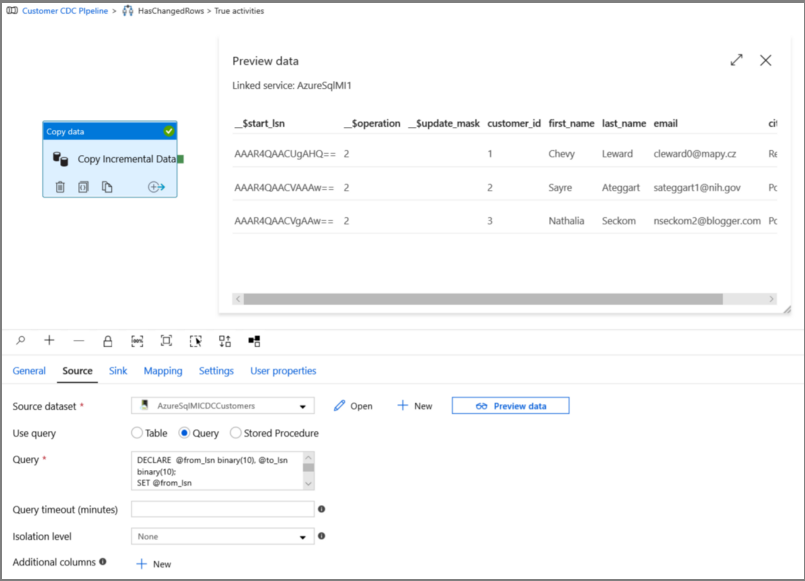 Customer CDC PIpeline > HasChangedRows > True activities
Preview data
Linked service: AzureSqlMI1
__$start_lsn __$operation __$update_mask customer_id first_name last_name email cit
AAAR4QAACUgAHQ== 2 1 Chevy Leward cleward0@mapy.cz Re
AAAR4QAACVAAAw== 2 2 Sayre Ateggart sateggart1@nih.gov Po
AAAR4QAACVgAAw== 2 3 Nathalia Seckom nseckom2@blogger.com Po
Copy data
Copy Incremental Data
100%
General Source Sink Mapping Settings User properties
Source dataset * AzureSqlMICDCCustomers Open New Preview data
Use query Table Query Stored Procedure
Query * DECLARE @from_lsn binary(10), @to_lsn
binary(10);
SET @from_lsn
Query timeout (minutes)
Isolation level None
Additional columns New